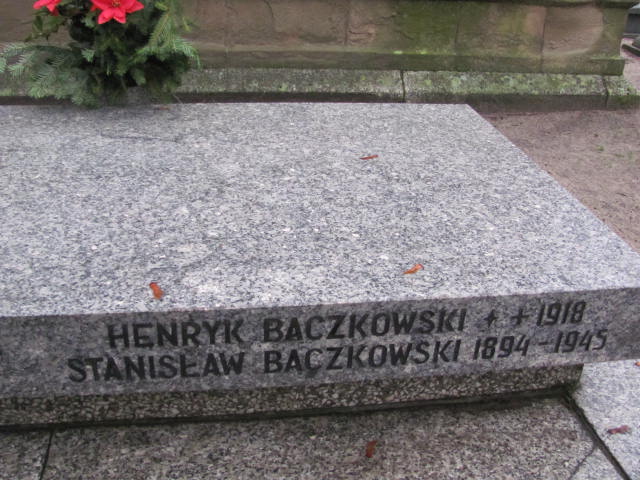 HENRYK BACZKOWSKI + + 1918
STANISŁAW BACZKOWSKI 1894-1945